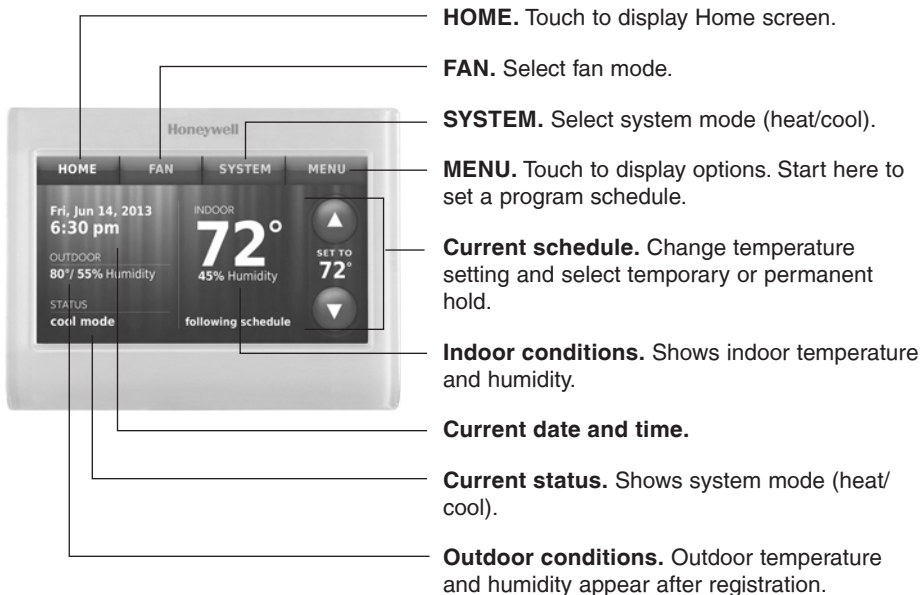 HOME. Touch to display Home screen.
FAN. Select fan mode.
SYSTEM. Select system mode (heat/cool).
MENU. Touch to display options. Start here to
set a program schedule.
Current schedule. Change temperature
setting and select temporary or permanent
hold.
Indoor conditions. Shows indoor temperature
and humidity.
Current date and time.
Current status. Shows system mode (heat/
cool).
Outdoor conditions. Outdoor temperature
and humidity appear after registration.
Honeywell
HOME FAN SYSTEM MENU
Fri, Jun 14, 2013
6:30 pm
OUTDOOR
80°/ 55% Humidity
STATUS
cool mode
INDOOR
72°
45% Humidity
following schedule
SET TO
72°